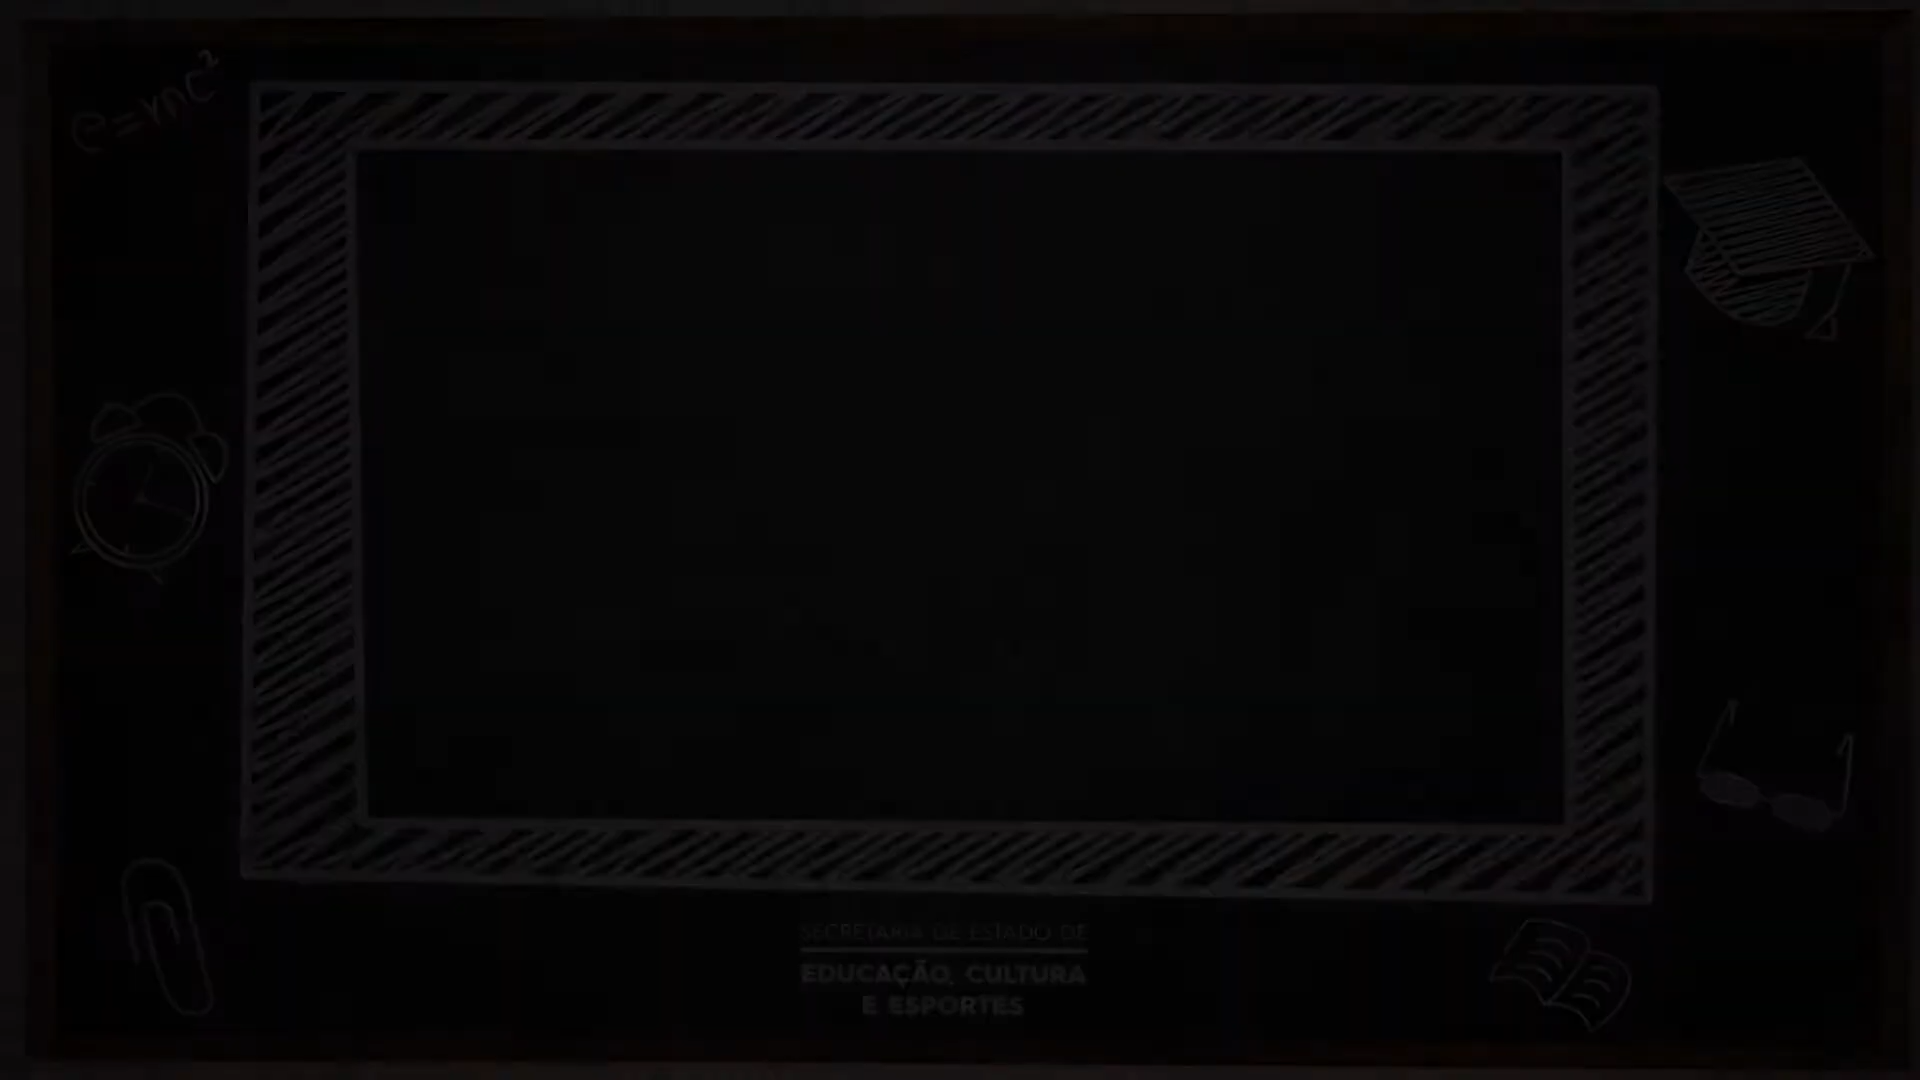 e=mc²
SECRETARIA DE ESTADO DE
EDUCAÇÃO, CULTURA
E ESPORTES